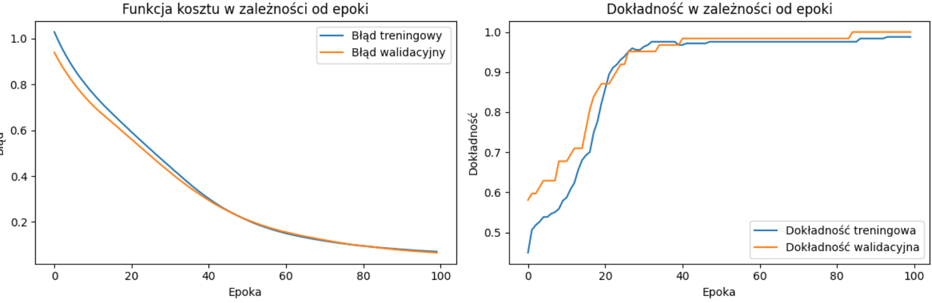 Funkcja kosztu w zależności od epoki
Błąd treningowy
Błąd walidacyjny
1.0
0.8
0.6
0.4
0.2
Błąd
0 20 40 60 80 100
Epoka
Dokładność w zależności od epoki
1.0
0.9
0.8
0.7
0.6
0.5
Dokładność
Dokładność treningowa
Dokładność walidacyjna
0 20 40 60 80 100
Epoka